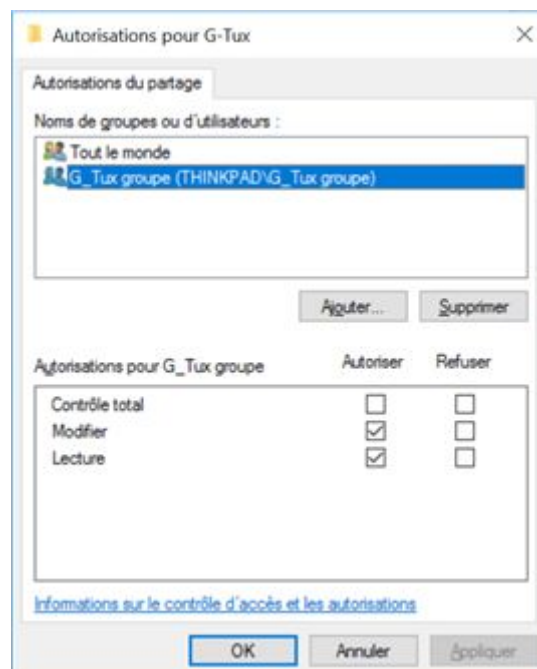 Autorisations pour G-Tux
Autorisations du partage
Noms de groupes ou d'utilisateurs :
Tout le monde
G_Tux groupe (THINKPAD\G_Tux groupe)
Ajouter... Supprimer
Autorisations pour G_Tux groupe Autoriser Refuser
Contrôle total
Modifier
Lecture
Informations sur le contrôle d'accès et les autorisations
OK Annuler Appliquer